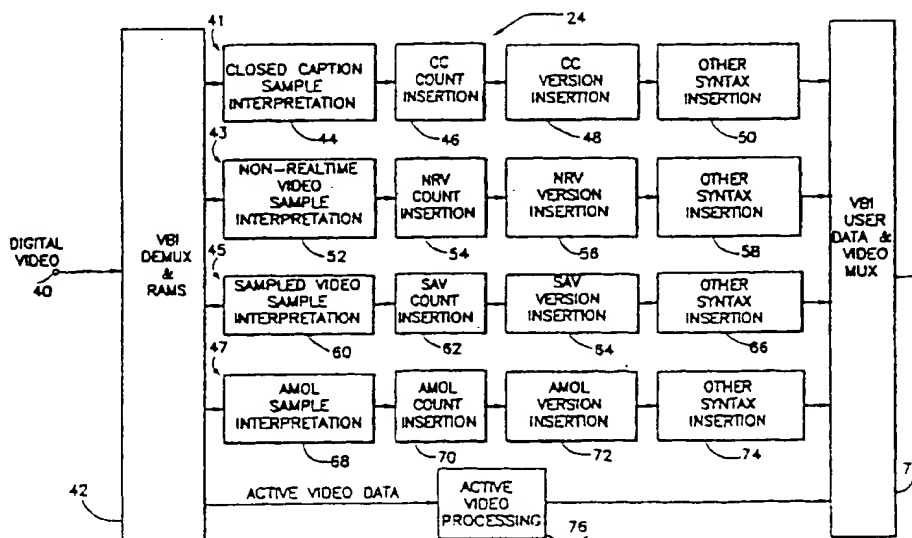 41
24
CLOSED CAPTION
SAMPLE
INTERPRETATION
CC
COUNT
INSERTION
CC
VERSION
INSERTION
OTHER
SYNTAX
INSERTION
44
46
48
50
43
NON-REALTIME
VIDEO
SAMPLE
INTERPRETATION
NRV
COUNT
INSERTION
NRV
VERSION
INSERTION
OTHER
SYNTAX
INSERTION
52
54
56
58
DIGITAL
VIDEO
40
VBI
DEMUX
&
RAMS
VBI
USER
DATA &
VIDEO
MUX
45
SAMPLED VIDEO
SAMPLE
INTERPRETATION
SAV
COUNT
INSERTION
SAV
VERSION
INSERTION
OTHER
SYNTAX
INSERTION
60
62
64
66
47
AMOL
SAMPLE
INTERPRETATION
AMOL
COUNT
INSERTION
AMOL
VERSION
INSERTION
OTHER
SYNTAX
INSERTION
68
70
72
74
42
ACTIVE VIDEO DATA
ACTIVE
VIDEO
PROCESSING
76